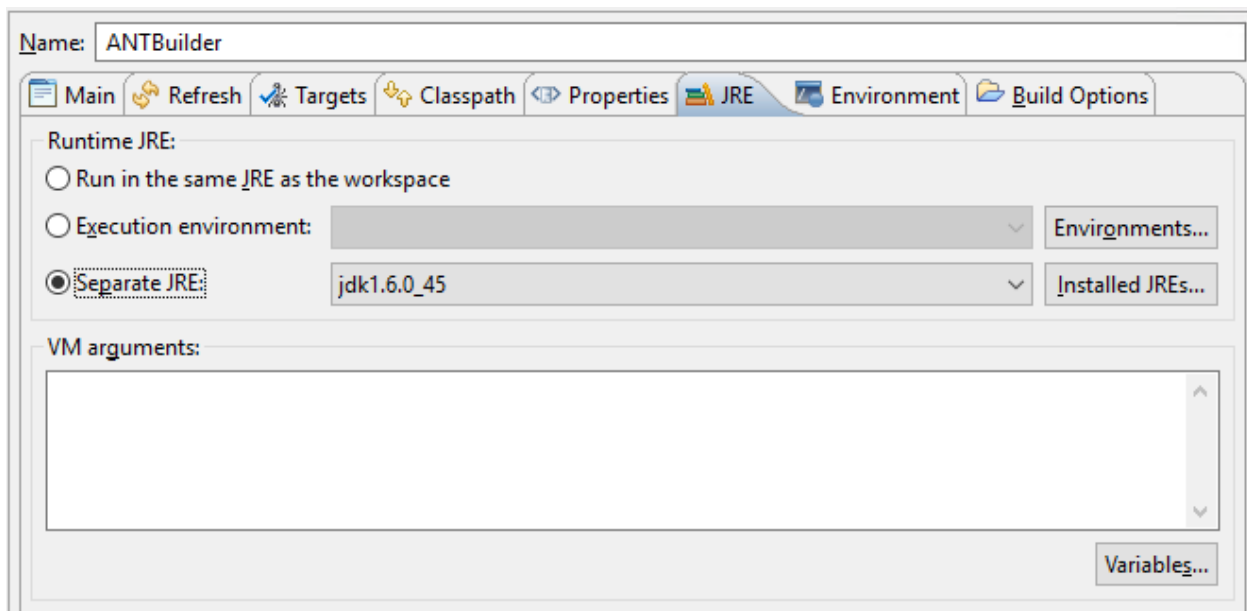 Name: ANTBuilder
Main Refresh Targets Classpath Properties JRE Environment Build Options
Runtime JRE:
Run in the same JRE as the workspace
Execution environment: Environments...
Separate JRE: jdk1.6.0_45 Installed JREs...
VM arguments:
Variables...